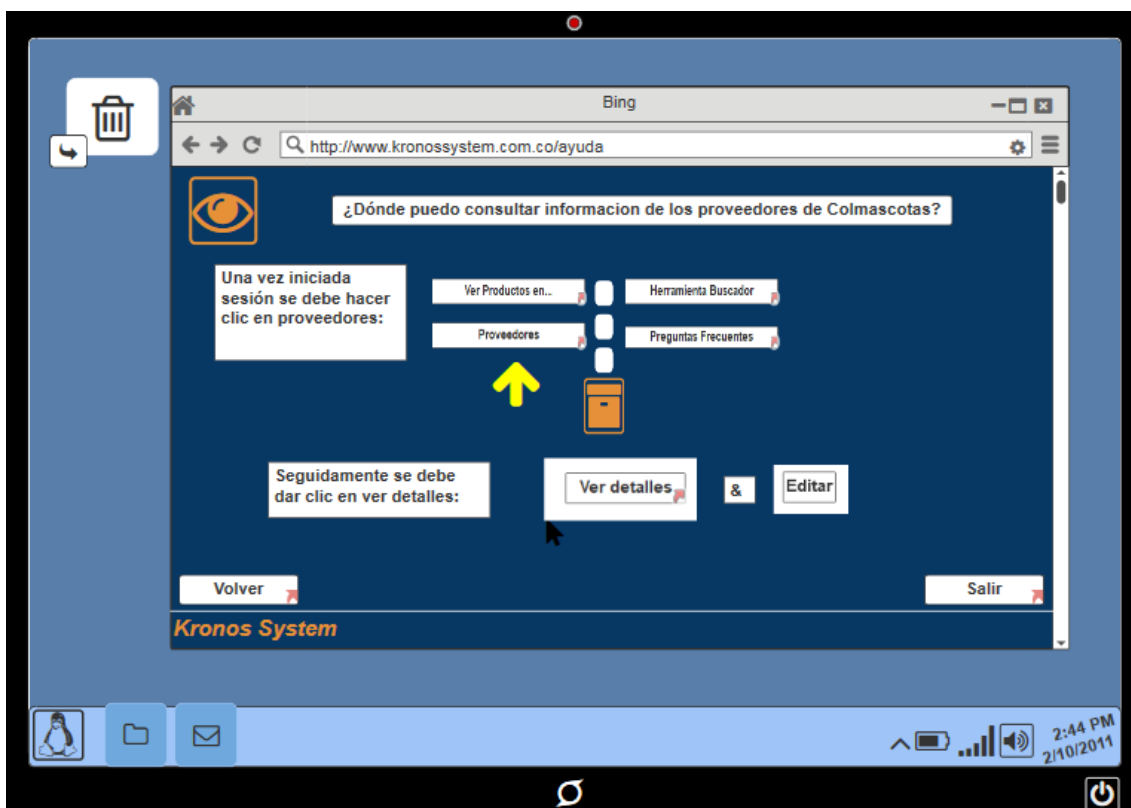 Bing
http://www.kronossystem.com.co/ayuda
¿Dónde puedo consultar informacion de los proveedores de Colmascotas?
Una vez iniciada
sesión se debe hacer
clic en proveedores:
Ver Productos en...
Herramienta Buscador
Proveedores
Preguntas Frecuentes
Seguidamente se debe
dar clic en ver detalles:
Ver detalles
&
Editar
Volver
Salir
Kronos System
2:44 PM
2/10/2011